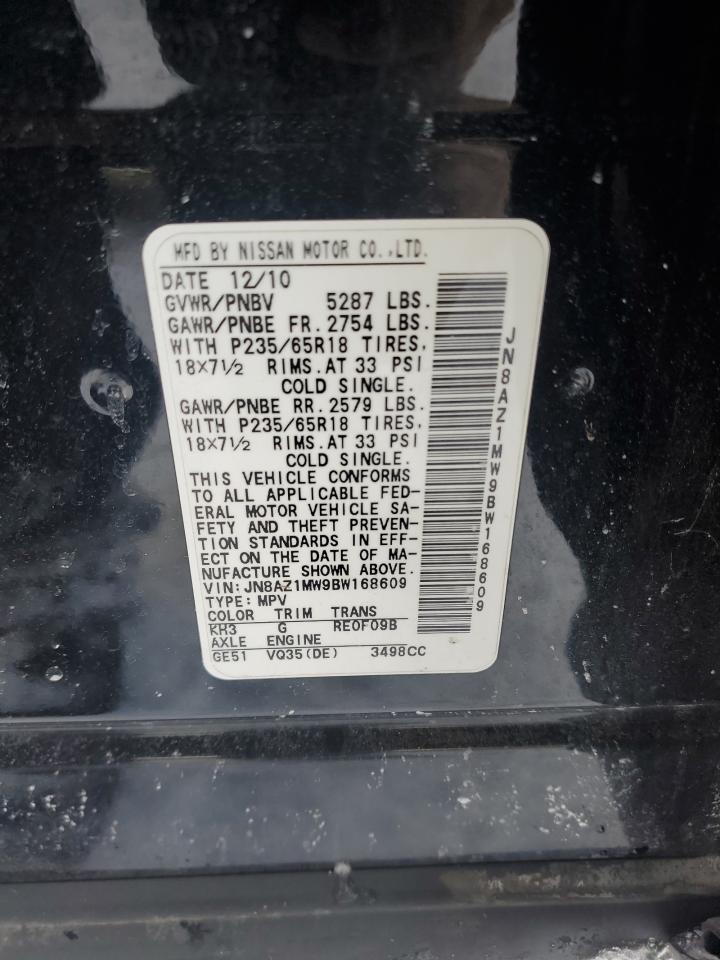 MFD BY NISSAN MOTOR CO.,LTD.
DATE 12/10
GVWR/PNBV 5287 LBS.
GAWR/PNBE FR. 2754 LBS.
WITH P235/65R18 TIRES,
18×7½ RIMS.AT 33 PSI
COLD SINGLE.
GAWR/PNBE RR. 2579 LBS.
WITH P235/65R18 TIRES,
18×7½ RIMS.AT 33 PSI
COLD SINGLE.
THIS VEHICLE CONFORMS
TO ALL APPLICABLE FED-
ERAL MOTOR VEHICLE SA-
FETY AND THEFT PREVEN-
TION STANDARDS IN EFF-
ECT ON THE DATE OF MA-
NUFACTURE SHOWN ABOVE.
VIN:JN8AZ1MW9BW168609
TYPE:MPV
COLOR TRIM TRANS
KH3 G RE0F09B
AXLE ENGINE
GE51 VQ35(DE) 3498CC
JN8AZ1MW9BW168609